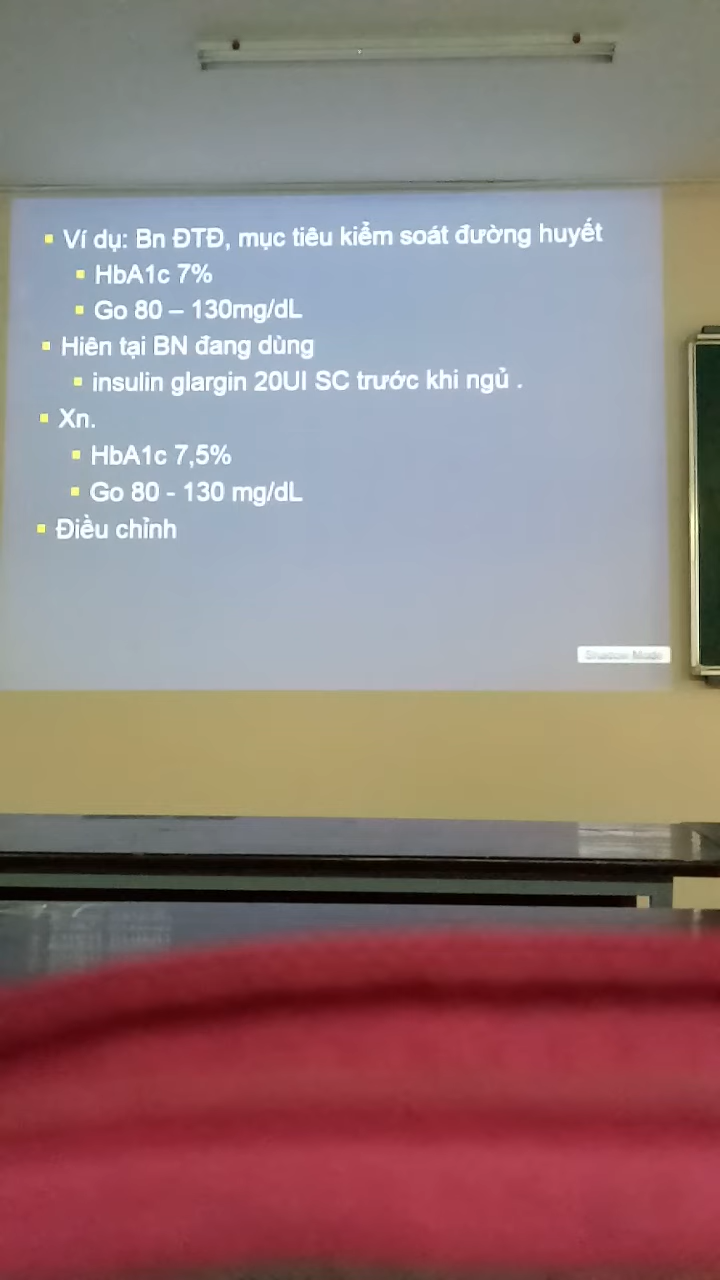 Ví dụ: Bn ĐTĐ, mục tiêu kiểm soát đường huyết
HbA1c 7%
Go 80 – 130mg/dL
Hiên tại BN đang dùng
insulin glargin 20UI SC trước khi ngủ .
Xn.
HbA1c 7,5%
Go 80 - 130 mg/dL
Điều chỉnh
Shadow Mode